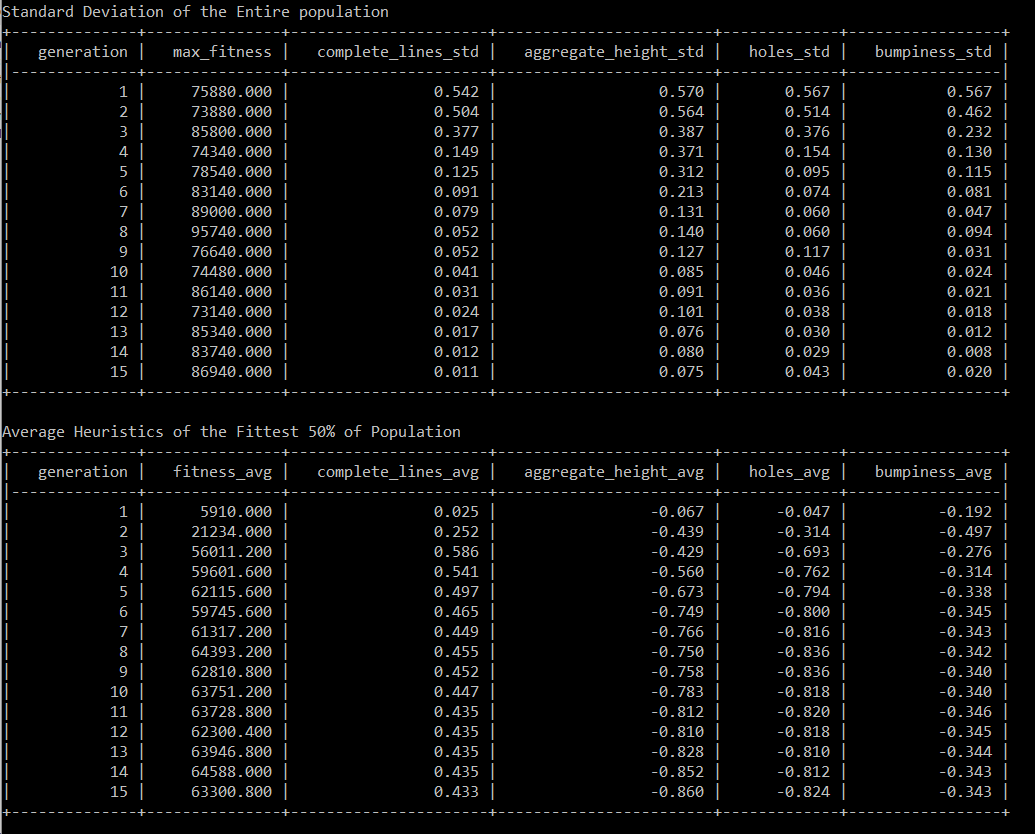 Standard Deviation of the Entire population
+--------------+---------------+----------------------+------------------------+-------------+-----------------+
|   generation |   max_fitness |   complete_lines_std |   aggregate_height_std |   holes_std |   bumpiness_std |
|--------------+---------------+----------------------+------------------------+-------------+-----------------|
|            1 |     75880.000 |                0.542 |                  0.570 |       0.567 |           0.567 |
|            2 |     73880.000 |                0.504 |                  0.564 |       0.514 |           0.462 |
|            3 |     85800.000 |                0.377 |                  0.387 |       0.376 |           0.232 |
|            4 |     74340.000 |                0.149 |                  0.371 |       0.154 |           0.130 |
|            5 |     78540.000 |                0.125 |                  0.312 |       0.095 |           0.115 |
|            6 |     83140.000 |                0.091 |                  0.213 |       0.074 |           0.081 |
|            7 |     89000.000 |                0.079 |                  0.131 |       0.060 |           0.047 |
|            8 |     95740.000 |                0.052 |                  0.140 |       0.060 |           0.094 |
|            9 |     76640.000 |                0.052 |                  0.127 |       0.117 |           0.031 |
|           10 |     74480.000 |                0.041 |                  0.085 |       0.046 |           0.024 |
|           11 |     86140.000 |                0.031 |                  0.091 |       0.036 |           0.021 |
|           12 |     73140.000 |                0.024 |                  0.101 |       0.038 |           0.018 |
|           13 |     85340.000 |                0.017 |                  0.076 |       0.030 |           0.012 |
|           14 |     83740.000 |                0.012 |                  0.080 |       0.029 |           0.008 |
|           15 |     86940.000 |                0.011 |                  0.075 |       0.043 |           0.020 |
+--------------+---------------+----------------------+------------------------+-------------+-----------------+
Average Heuristics of the Fittest 50% of Population
+--------------+---------------+----------------------+------------------------+-------------+-----------------+
|   generation |   fitness_avg |   complete_lines_avg |   aggregate_height_avg |   holes_avg |   bumpiness_avg |
|--------------+---------------+----------------------+------------------------+-------------+-----------------|
|            1 |      5910.000 |                0.025 |                 -0.067 |      -0.047 |          -0.192 |
|            2 |     21234.000 |                0.252 |                 -0.439 |      -0.314 |          -0.497 |
|            3 |     56011.200 |                0.586 |                 -0.429 |      -0.693 |          -0.276 |
|            4 |     59601.600 |                0.541 |                 -0.560 |      -0.762 |          -0.314 |
|            5 |     62115.600 |                0.497 |                 -0.673 |      -0.794 |          -0.338 |
|            6 |     59745.600 |                0.465 |                 -0.749 |      -0.800 |          -0.345 |
|            7 |     61317.200 |                0.449 |                 -0.766 |      -0.816 |          -0.343 |
|            8 |     64393.200 |                0.455 |                 -0.750 |      -0.836 |          -0.342 |
|            9 |     62810.800 |                0.452 |                 -0.758 |      -0.836 |          -0.340 |
|           10 |     63751.200 |                0.447 |                 -0.783 |      -0.818 |          -0.340 |
|           11 |     63728.800 |                0.435 |                 -0.812 |      -0.820 |          -0.346 |
|           12 |     62300.400 |                0.435 |                 -0.810 |      -0.818 |          -0.345 |
|           13 |     63946.800 |                0.435 |                 -0.828 |      -0.810 |          -0.344 |
|           14 |     64588.000 |                0.435 |                 -0.852 |      -0.812 |          -0.343 |
|           15 |     63300.800 |                0.433 |                 -0.860 |      -0.824 |          -0.343 |
+--------------+---------------+----------------------+------------------------+-------------+-----------------+